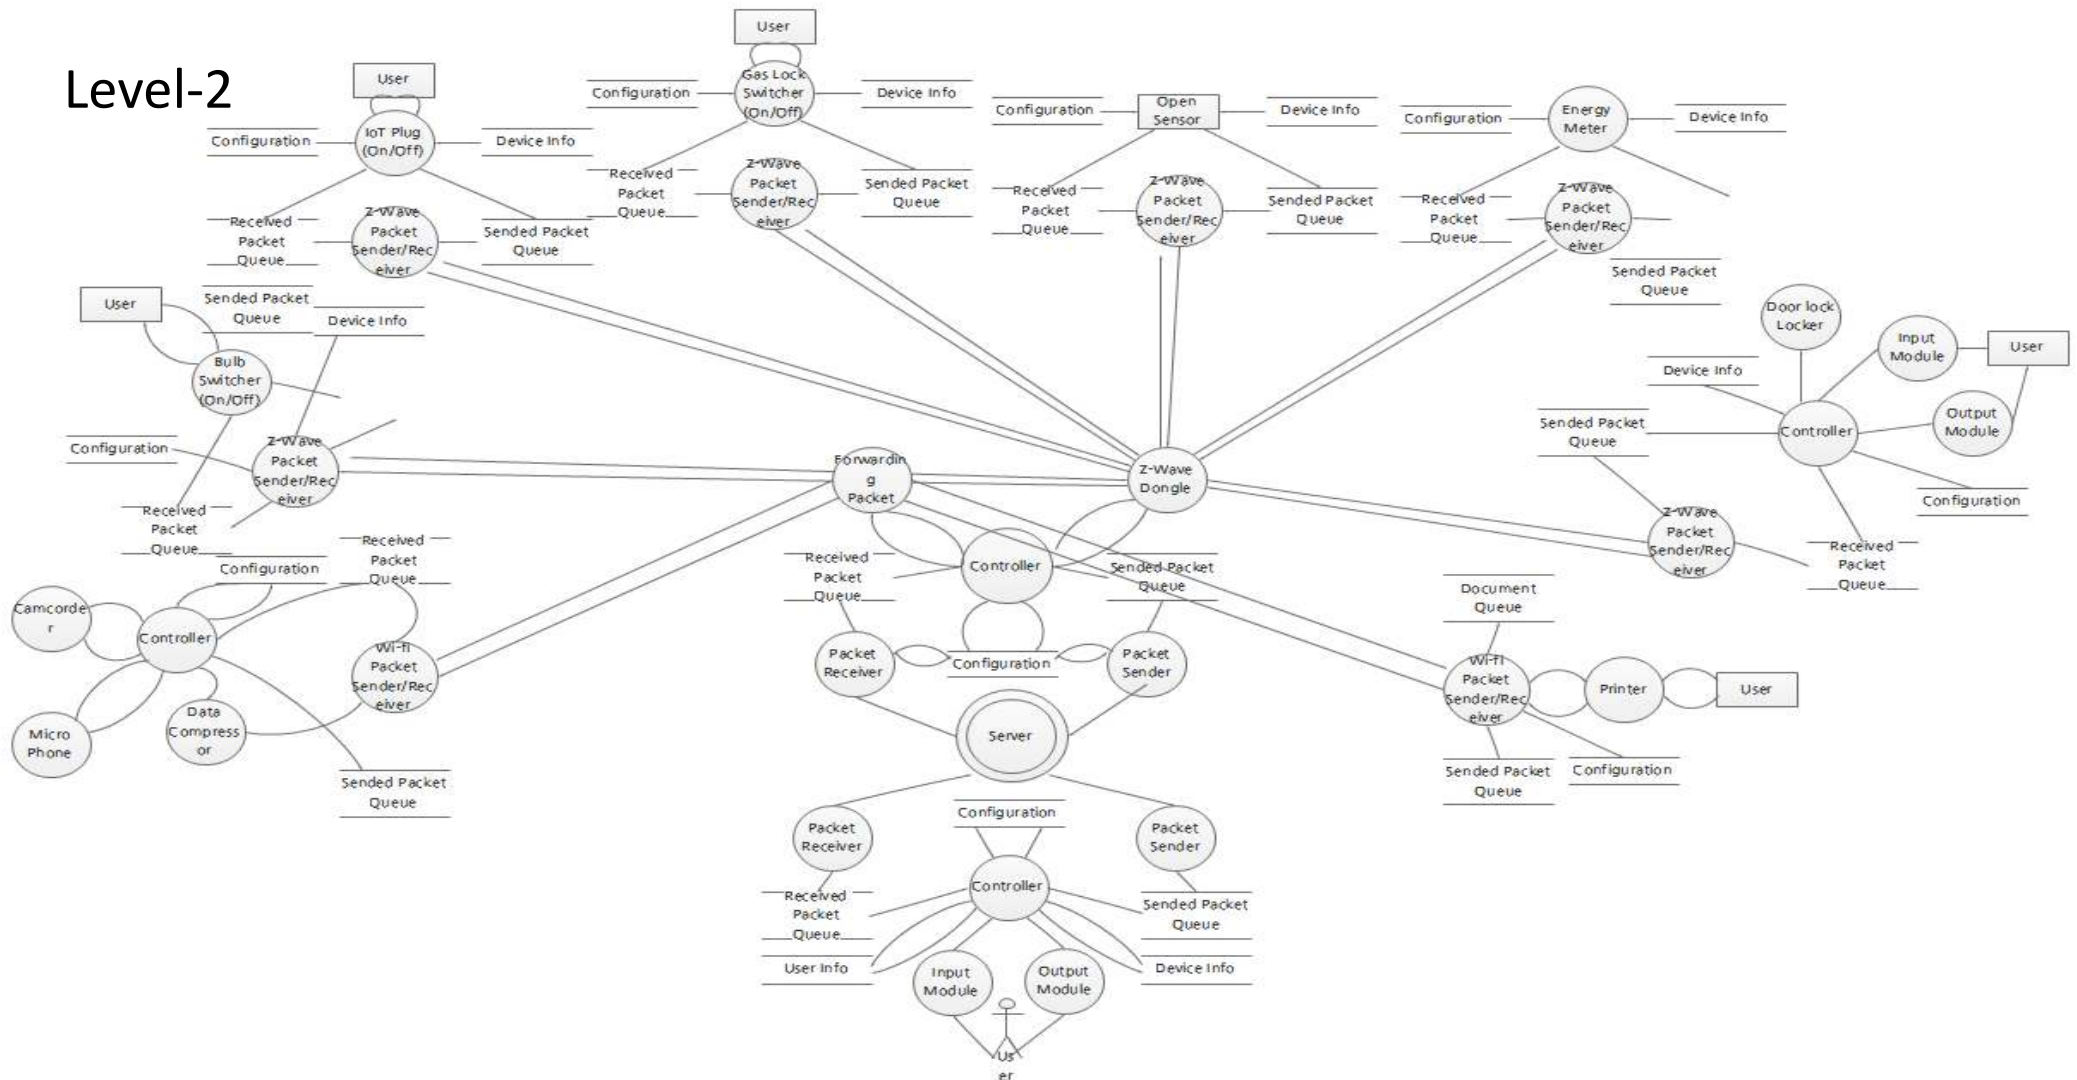 Level-2
User
IoT Plug
(On/Off)
Configuration
Device Info
Received
Packet
Queue
Z-Wave
Packet
Sender/Rec
eiver
Sended Packet
Queue
User
Gas Lock
Switcher
(On/Off)
Configuration
Device Info
Received
Packet
Queue
Z-Wave
Packet
Sender/Rec
eiver
Sended Packet
Queue
Configuration
Open
Sensor
Device Info
Received
Packet
Queue
Z-Wave
Packet
Sender/Rec
eiver
Sended Packet
Queue
Configuration
Energy
Meter
Device Info
Received
Packet
Queue
Z-Wave
Packet
Sender/Rec
eiver
Sended Packet
Queue
User
Sended Packet
Queue
Device Info
Bulb
Switcher
(On/Off)
Configuration
Z-Wave
Packet
Sender/Rec
eiver
Received
Packet
Queue
Forwardin
g
Packet
Z-Wave
Dongle
Door lock
Locker
Input
Module
User
Device Info
Output
Module
Controller
Sended Packet
Queue
Configuration
Z-Wave
Packet
Sender/Rec
eiver
Received
Packet
Queue
Configuration
Received
Packet
Queue
Camcorde
r
Controller
Wi-fi
Packet
Sender/Rec
eiver
Micro
Phone
Data
Compress
or
Sended Packet
Queue
Received
Packet
Queue
Controller
Sended Packet
Queue
Packet
Receiver
Configuration
Packet
Sender
Server
Document
Queue
Wi-fi
Packet
Sender/Rec
eiver
Printer
User
Sended Packet
Queue
Configuration
Packet
Receiver
Configuration
Packet
Sender
Controller
Received
Packet
Queue
Sended Packet
Queue
User Info
Input
Module
Output
Module
Device Info
Us
er